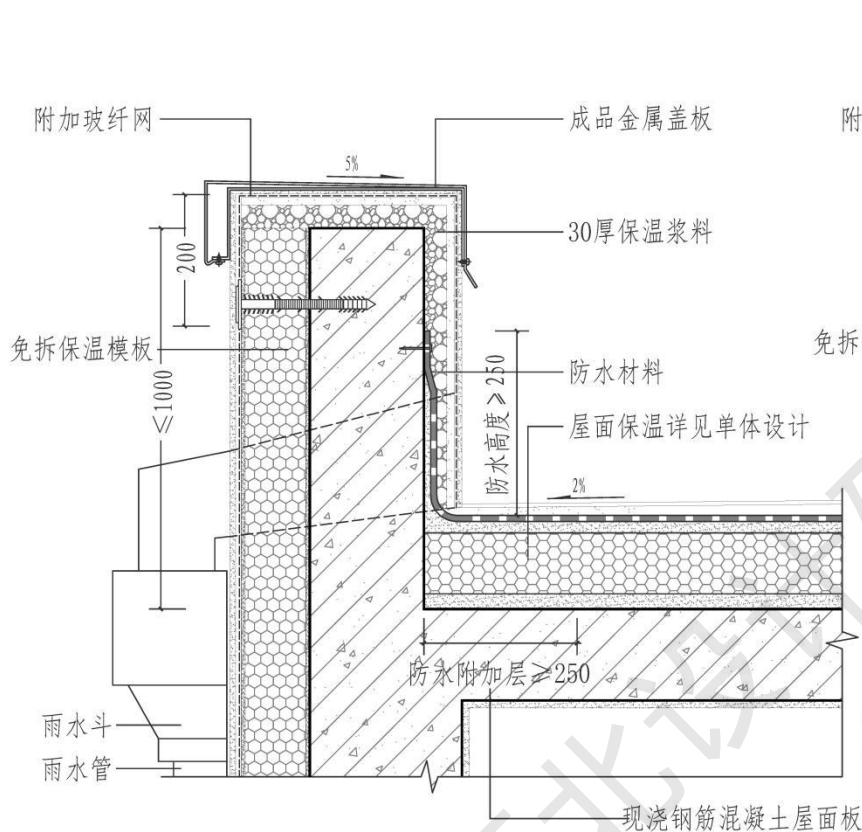 附加玻纤网
成品金属盖板
附
5%
30厚保温浆料
200
免拆保温模板
免拆
≤1000
防水材料
防水高度≥250
屋面保温详见单体设计
2%
防水附加层≥250
雨水斗
雨水管
现浇钢筋混凝土屋面板
北设计